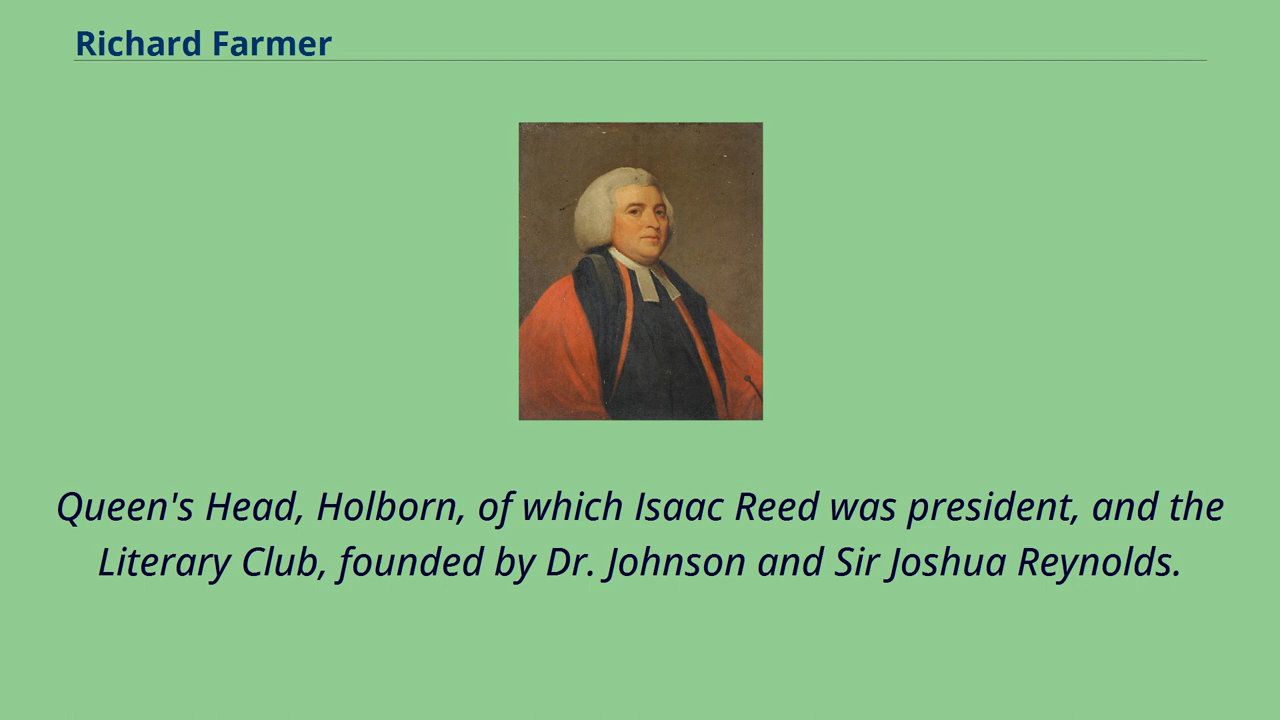 Richard Farmer
Queen's Head, Holborn, of which Isaac Reed was president, and the
Literary Club, founded by Dr. Johnson and Sir Joshua Reynolds.